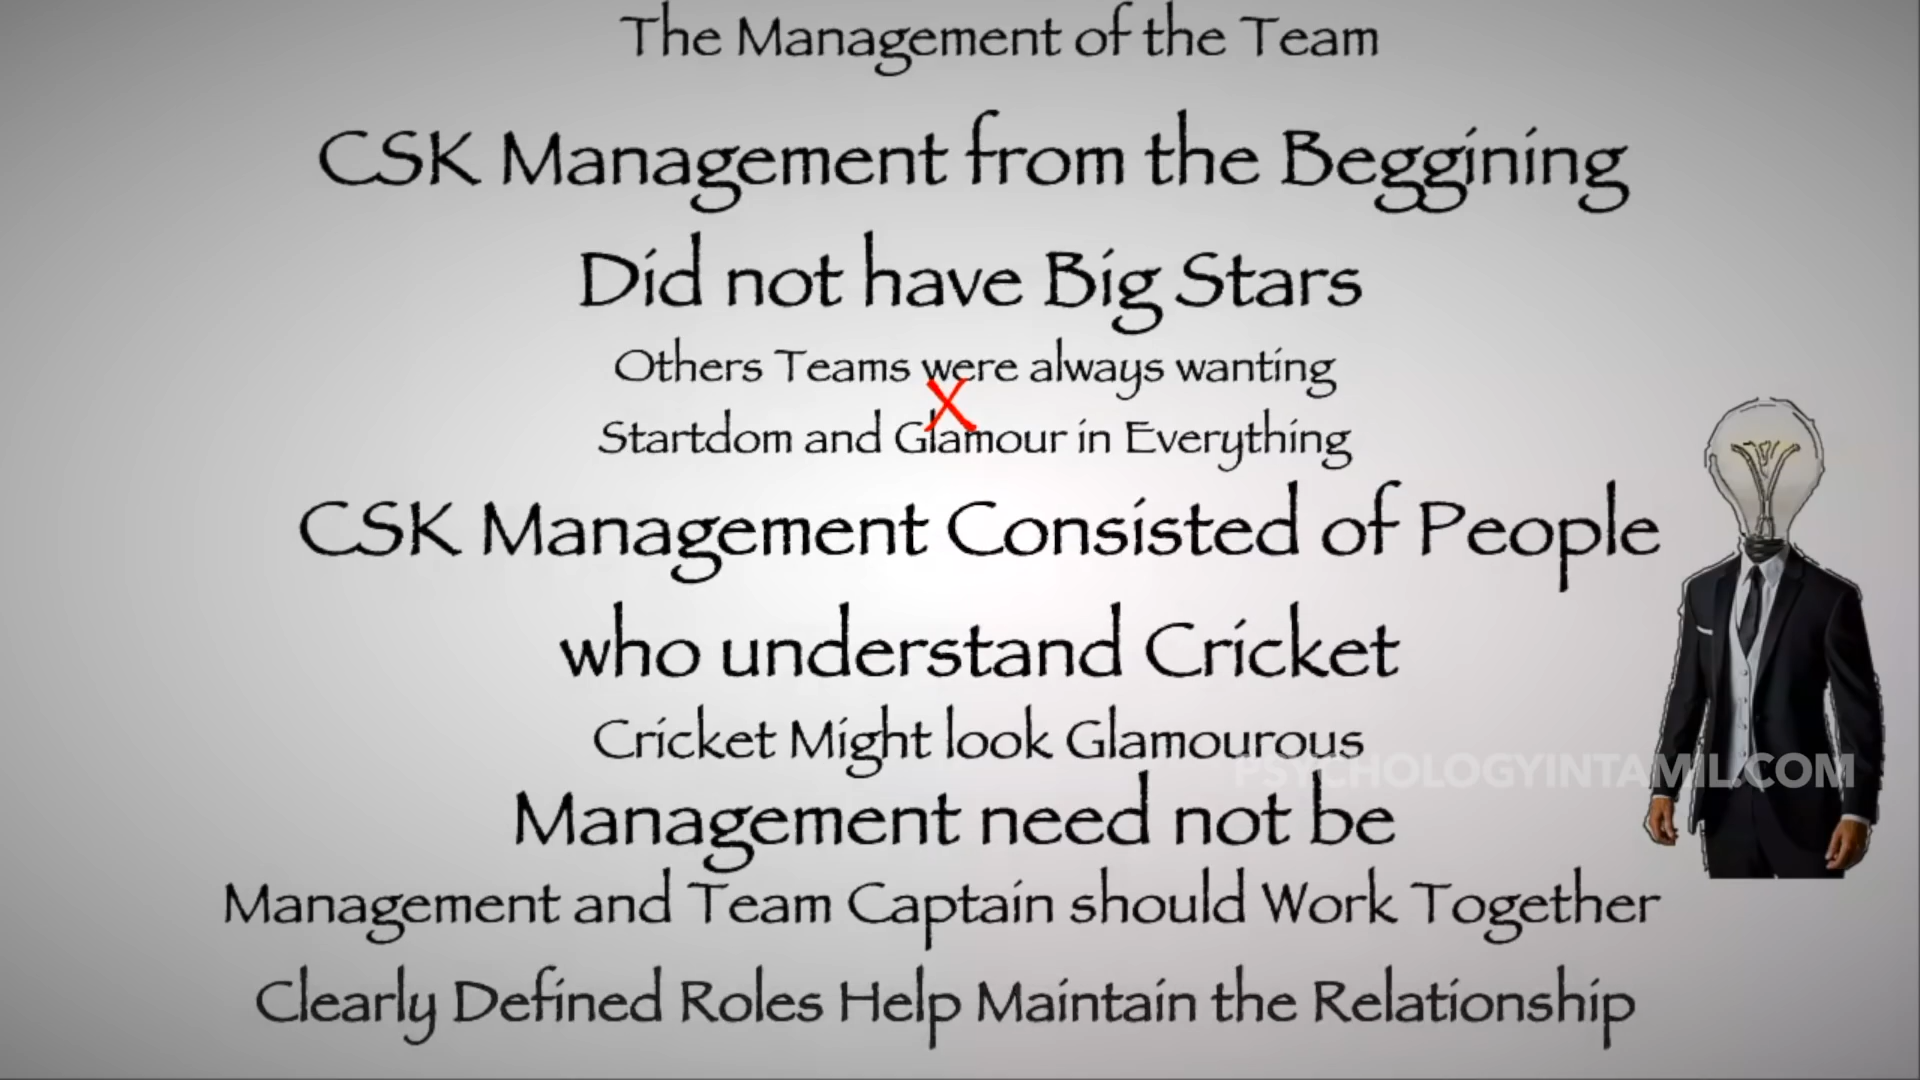 The Management of the Team
CSK Management from the Beggining
Did not have Big Stars
Others Teams were always wanting
X
Startdom and Glamour in Everything
CSK Management Consisted of People
who understand Cricket
Cricket Might look Glamourous
PSYCHOLOGYINTAMIL.COM
Management need not be
Management and Team Captain should Work Together
Clearly Defined Roles Help Maintain the Relationship